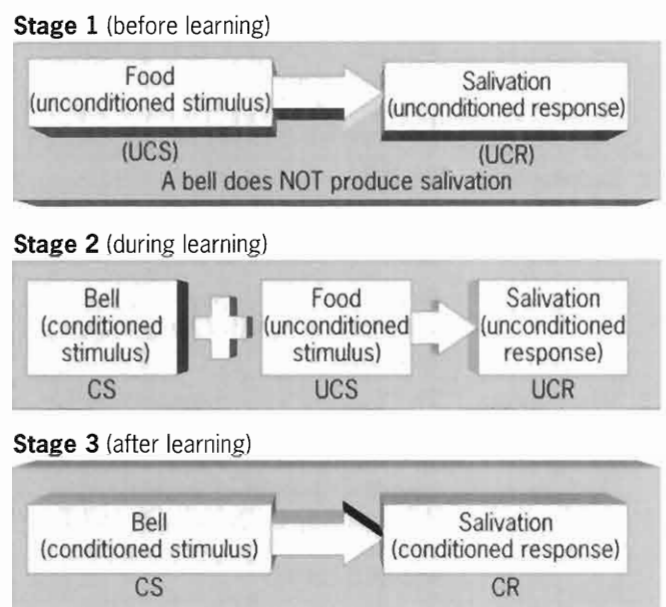 Stage 1 (before learning)
Food
(unconditioned stimulus)
Salivation
(unconditioned response)
(UCS)
(UCR)
A bell does NOT produce salivation
Stage 2 (during learning)
Bell
(conditioned
stimulus)
Food
(unconditioned
stimulus)
Salivation
(unconditioned
response)
CS
UCS
UCR
Stage 3 (after learning)
Bell
(conditioned stimulus)
Salivation
(conditioned response)
CS
CR